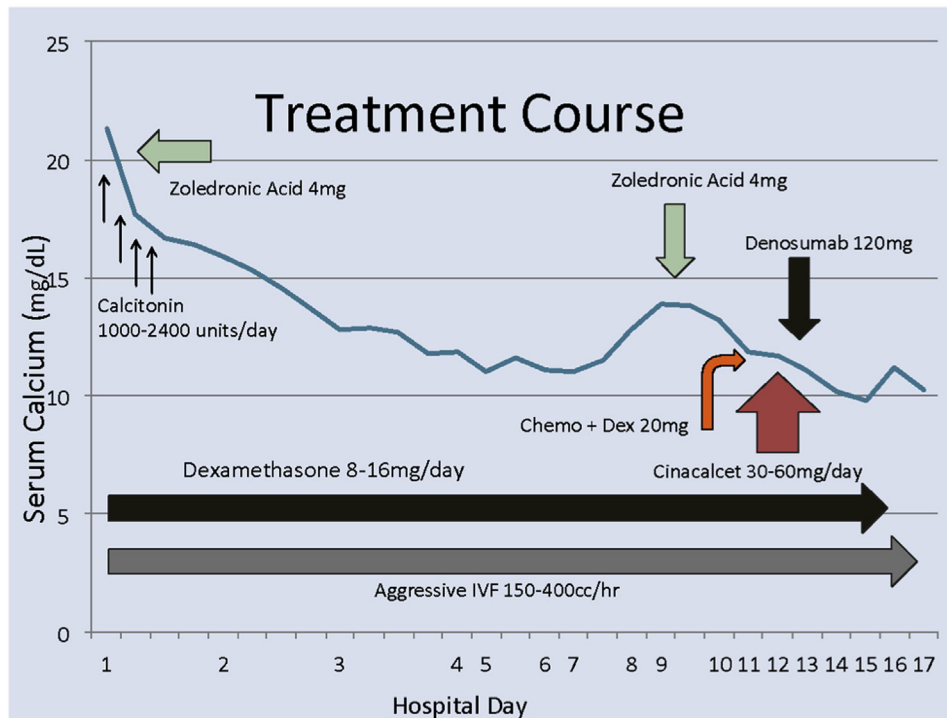 Treatment Course
25
20
15
10
5
0
Serum Calcium (mg/dL)
Zoledronic Acid 4mg
Calcitonin
1000-2400 units/day
Zoledronic Acid 4mg
Denosumab 120mg
Chemo + Dex 20mg
Cinacalcet 30-60mg/day
Dexamethasone 8-16mg/day
Aggressive IVF 150-400cc/hr
1 2 3 4 5 6 7 8 9 10 11 12 13 14 15 16 17
Hospital Day